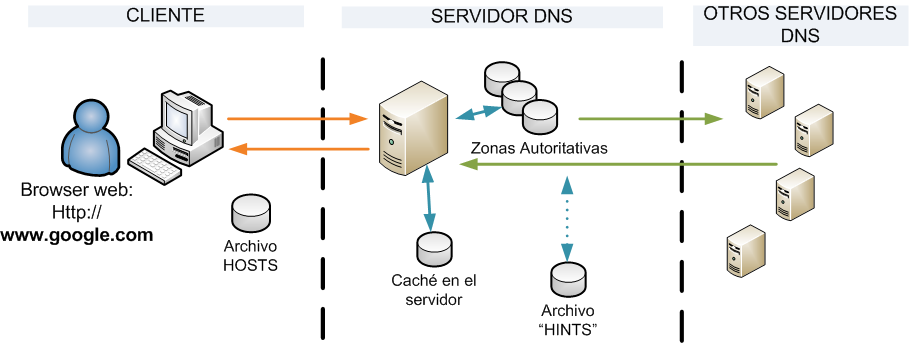 CLIENTE
SERVIDOR DNS
OTROS SERVIDORES
DNS
Browser web:
Http://
www.google.com
Archivo
HOSTS
Zonas Autoritativas
Caché en el
servidor
Archivo
“HINTS”